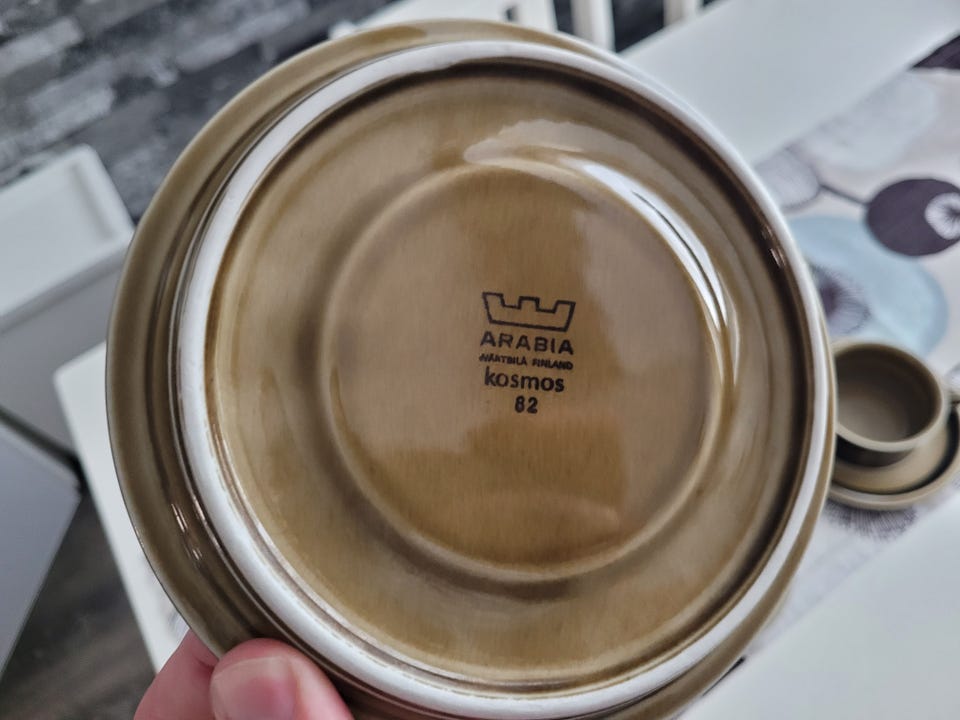 ARABIA
WÄRTSILÄ FINLAND
kosmos
82